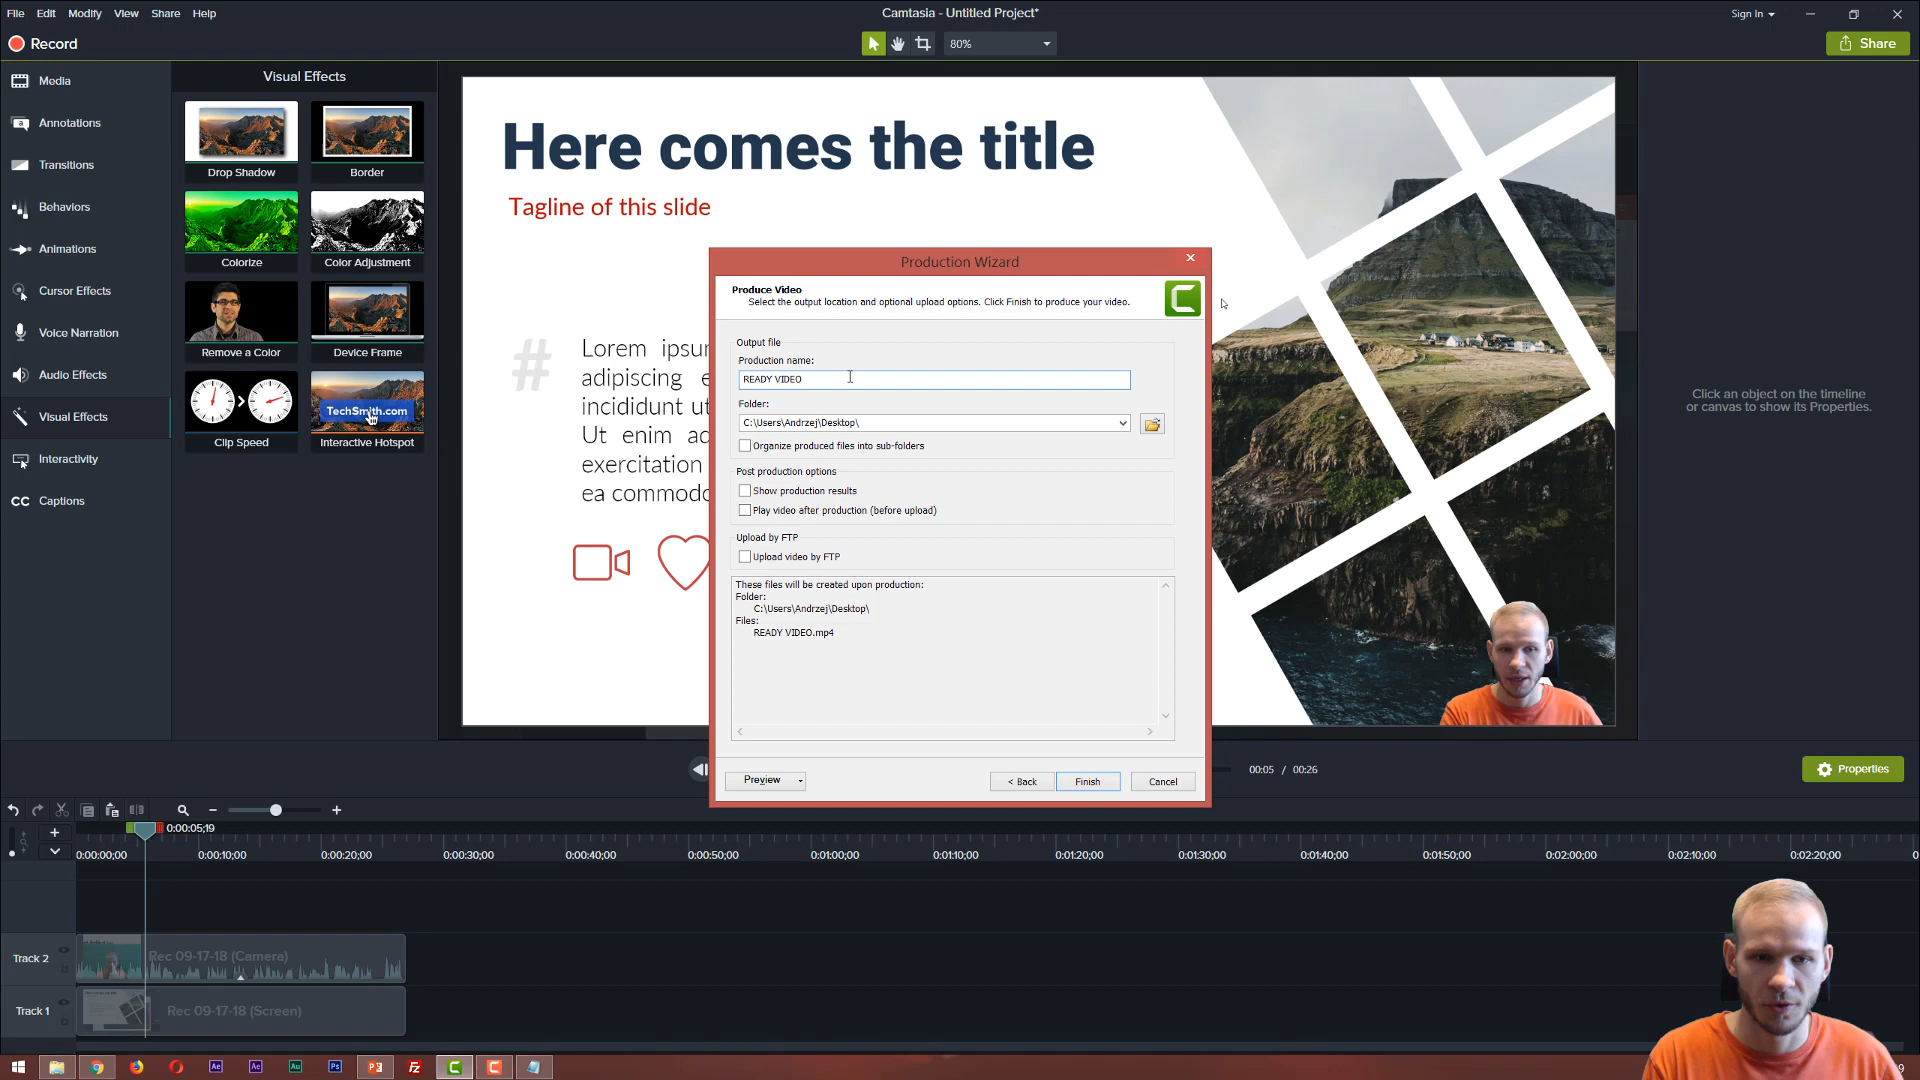 File Edit Modify View Share Help
Camtasia - Untitled Project*
Sign In
Record
80%
Share
Media
Annotations
Transitions
Behaviors
Animations
Cursor Effects
Voice Narration
Audio Effects
Visual Effects
Interactivity
CC Captions
Visual Effects
Drop Shadow Border
Colorize Color Adjustment
Remove a Color Device Frame
TechSmith.com
Clip Speed Interactive Hotspot
Here comes the title
Tagline of this slide
#
Lorem ipsu
adipiscing e
incididunt ut
Ut enim ad
exercitation
ea commodo
Production Wizard
Produce Video
Select the output location and optional upload options. Click Finish to produce your video.
Output file
Production name:
READY VIDEO
Folder:
C:\Users\Andrzej\Desktop\
Organize produced files into sub-folders
Post production options
Show production results
Play video after production (before upload)
Upload by FTP
Upload video by FTP
These files will be created upon production:
Folder:
C:\Users\Andrzej\Desktop\
Files:
READY VIDEO.mp4
Preview
< Back Finish Cancel
Click an object on the timeline
or canvas to show its Properties.
00:05 / 00:26
Properties
0:00:05;19
0:00:00;00 0:00:10;00 0:00:20;00 0:00:30;00 0:00:40;00 0:00:50;00 0:01:00;00 0:01:10;00 0:01:20;00 0:01:30;00 0:01:40;00 0:01:50;00 0:02:00;00 0:02:10;00 0:02:20;00
Track 2
Rec 09-17-18 (Camera)
Track 1
Rec 09-17-18 (Screen)
Ae Ae Au Ps Fz